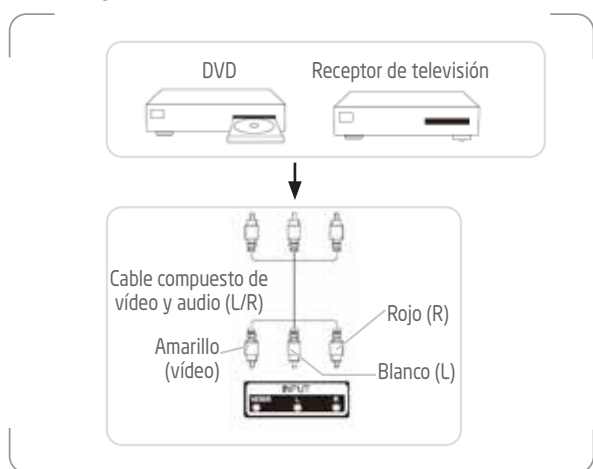 DVD
Receptor de televisión
Cable compuesto de
vídeo y audio (L/R)
Rojo (R)
Amarillo
(vídeo)
Blanco (L)
INPUT
L R